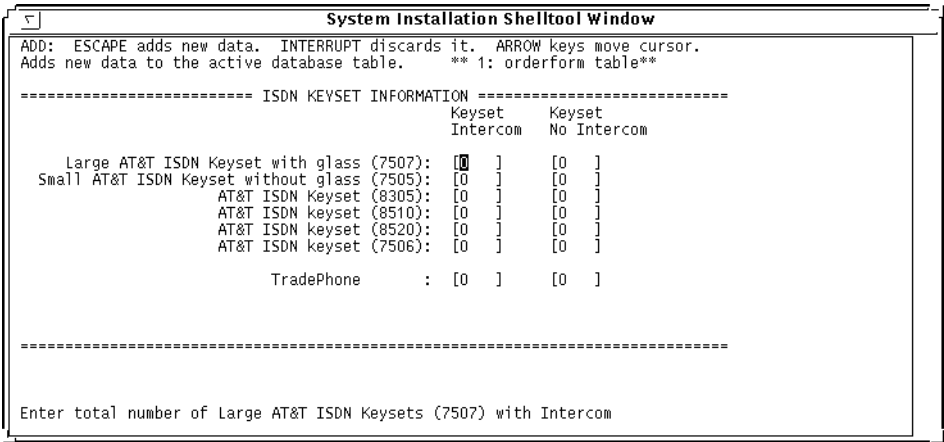 System Installation Shelltool Window
ADD:  ESCAPE adds new data.  INTERRUPT discards it.  ARROW keys move cursor.
Adds new data to the active database table.     ** 1: orderform table**
========================== ISDN KEYSET INFORMATION ============================
Keyset     Keyset
Intercom   No Intercom
Large AT&T ISDN Keyset with glass (7507):  [0   ]     [0   ]
Small AT&T ISDN Keyset without glass (7505):  [0   ]     [0   ]
AT&T ISDN Keyset (8305):  [0   ]     [0   ]
AT&T ISDN keyset (8510):  [0   ]     [0   ]
AT&T ISDN keyset (8520):  [0   ]     [0   ]
AT&T ISDN keyset (7506):  [0   ]     [0   ]
TradePhone       :  [0   ]     [0   ]
===============================================================================
Enter total number of Large AT&T ISDN Keysets (7507) with Intercom